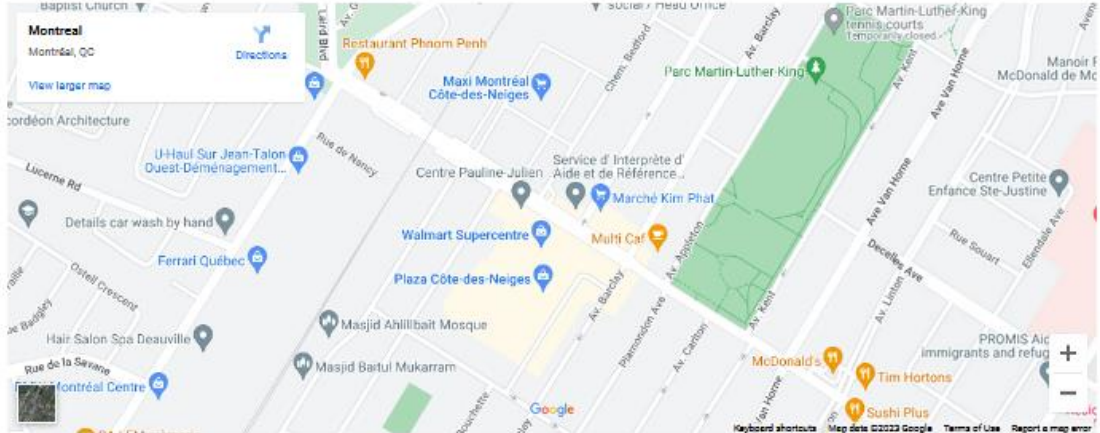 Baptist Church
Montreal
Montréal, QC
Directions
View larger map
Laird Blvd
Av. G
Restaurant Phnom Penh
Social / Head Office
Av. Barclay
Parc Martin-Luther-King
tennis courts
Temporarily closed
Parc Martin-Luther-King
Av. Kent
Ave Van Horne
Manoir F
McDonald de Mc
Maxi Montréal
Côte-des-Neiges
Chem. Bedford
cordéon Architecture
U-Haul Sur Jean-Talon
Ouest-Déménagement...
Rue de Nancy
Lucerne Rd
Centre Pauline-Julien
Service d' Interprète d'
Aide et de Référence...
Marché Kim Phat
Centre Petite
Enfance Ste-Justine
Ave Van Horne
Details car wash by hand
Walmart Supercentre
Multi Caf
Av. Appleton
Decelles Ave
Rue Souart
Ellendale Ave
Ferrari Québec
Plaza Côte-des-Neiges
Ostell Crescent
Av. Barclay
Plamondon Ave
Av. Carlton
Av. Kent
Av. Linton
Badgley
Masjid Ahlillbait Mosque
Hair Salon Spa Deauville
Rue de la Savane
Montréal Centre
Masjid Baitul Mukarram
McDonald's
PROMIS Aid
immigrants and refug
Tim Hortons
Sushi Plus
Google
Keyboard shortcuts
Map data ©2023 Google
Terms of Use
Report a map error